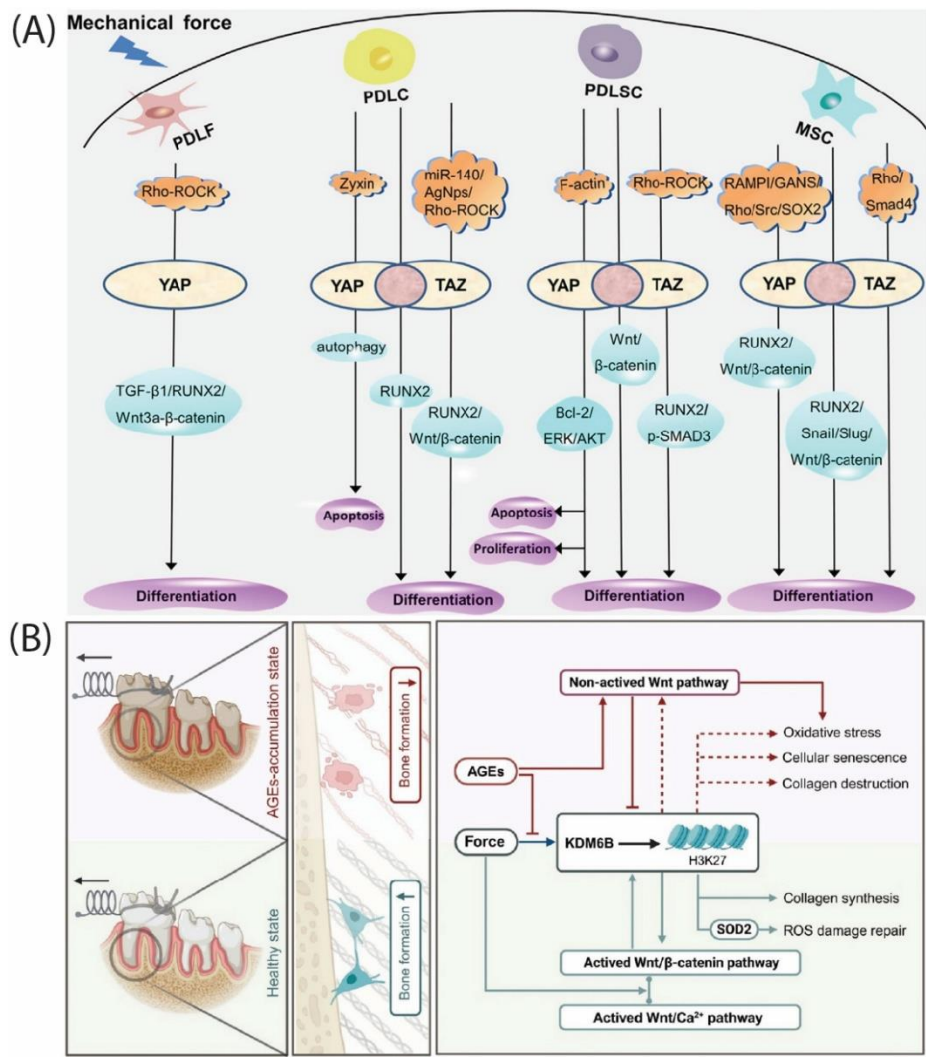 (A)
Mechanical force
PDLF
PDLC
PDLSC
MSC
Rho-ROCK
Zyxin
miR-140/
AgNps/
Rho-ROCK
F-actin
Rho-ROCK
RAMPI/GANS/
Rho/Src/SOX2
Rho/
Smad4
YAP
YAP
TAZ
YAP
TAZ
YAP
TAZ
TGF-β1/RUNX2/
Wnt3a-β-catenin
autophagy
RUNX2
RUNX2/
Wnt/β-catenin
Wnt/
β-catenin
Bcl-2/
ERK/AKT
RUNX2/
p-SMAD3
RUNX2/
Wnt/β-catenin
RUNX2/
Snail/Slug/
Wnt/β-catenin
Apoptosis
Apoptosis
Proliferation
Differentiation
Differentiation
Differentiation
Differentiation
(B)
AGEs-accumulation state
Healthy state
Bone formation ↓
Bone formation ↑
Non-actived Wnt pathway
Oxidative stress
Cellular senescence
Collagen destruction
AGEs
Force
KDM6B
H3K27
Collagen synthesis
SOD2
ROS damage repair
Actived Wnt/β-catenin pathway
Actived Wnt/Ca²⁺ pathway